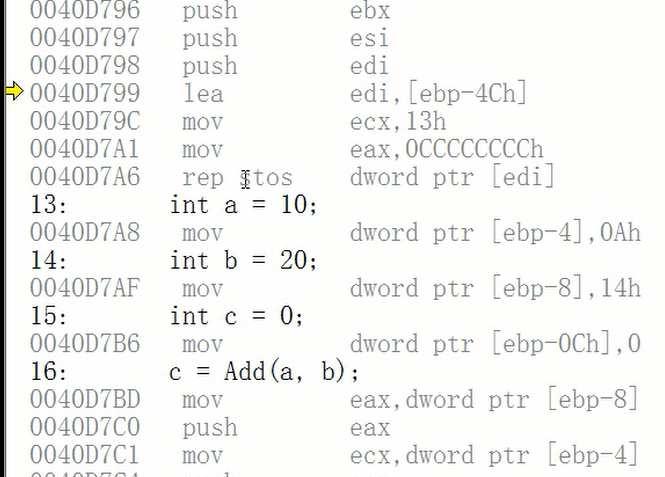 0040D796 push ebx
0040D797 push esi
0040D798 push edi
0040D799 lea edi,[ebp-4Ch]
0040D79C mov ecx,13h
0040D7A1 mov eax,0CCCCCCCCh
0040D7A6 rep stos dword ptr [edi]
13: int a = 10;
0040D7A8 mov dword ptr [ebp-4],0Ah
14: int b = 20;
0040D7AF mov dword ptr [ebp-8],14h
15: int c = 0;
0040D7B6 mov dword ptr [ebp-0Ch],0
16: c = Add(a, b);
0040D7BD mov eax,dword ptr [ebp-8]
0040D7C0 push eax
0040D7C1 mov ecx,dword ptr [ebp-4]